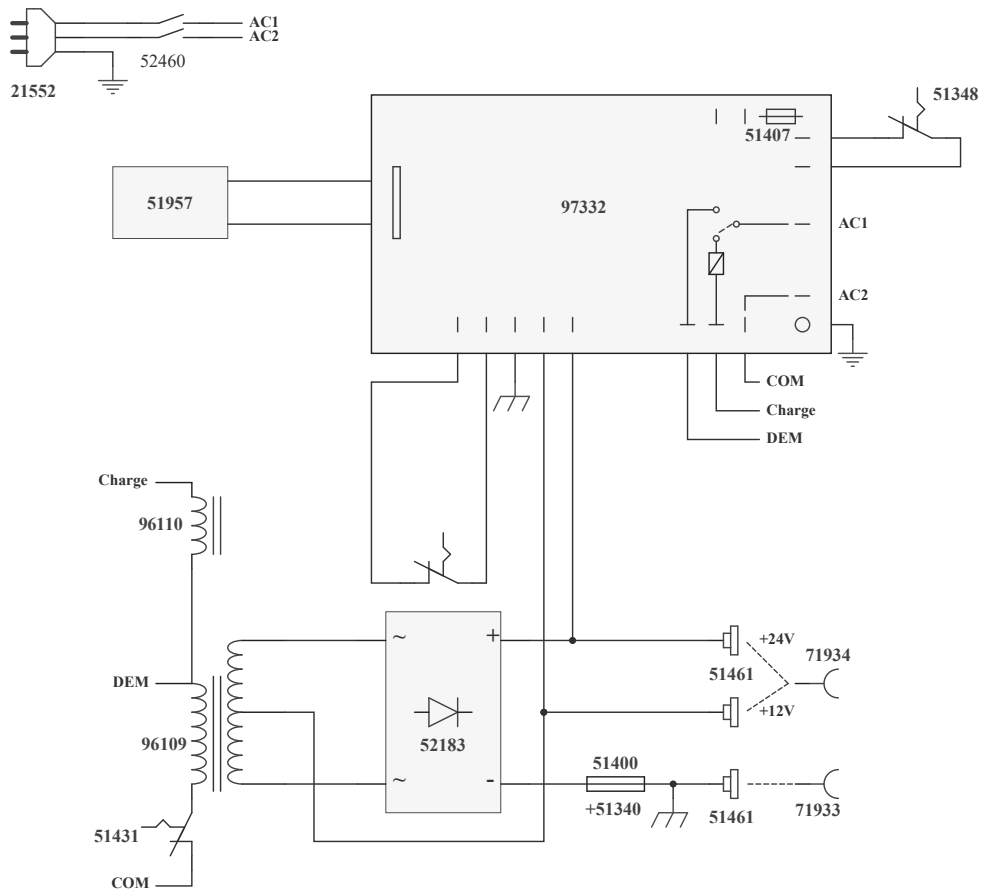 AC1
AC2
52460
21552
51348
51407
51957
97332
AC1
AC2
COM
Charge
DEM
Charge
96110
~
+
+24V
71934
51461
DEM
+12V
96109
52183
51400
~
-
+51340
51461
71933
51431
COM